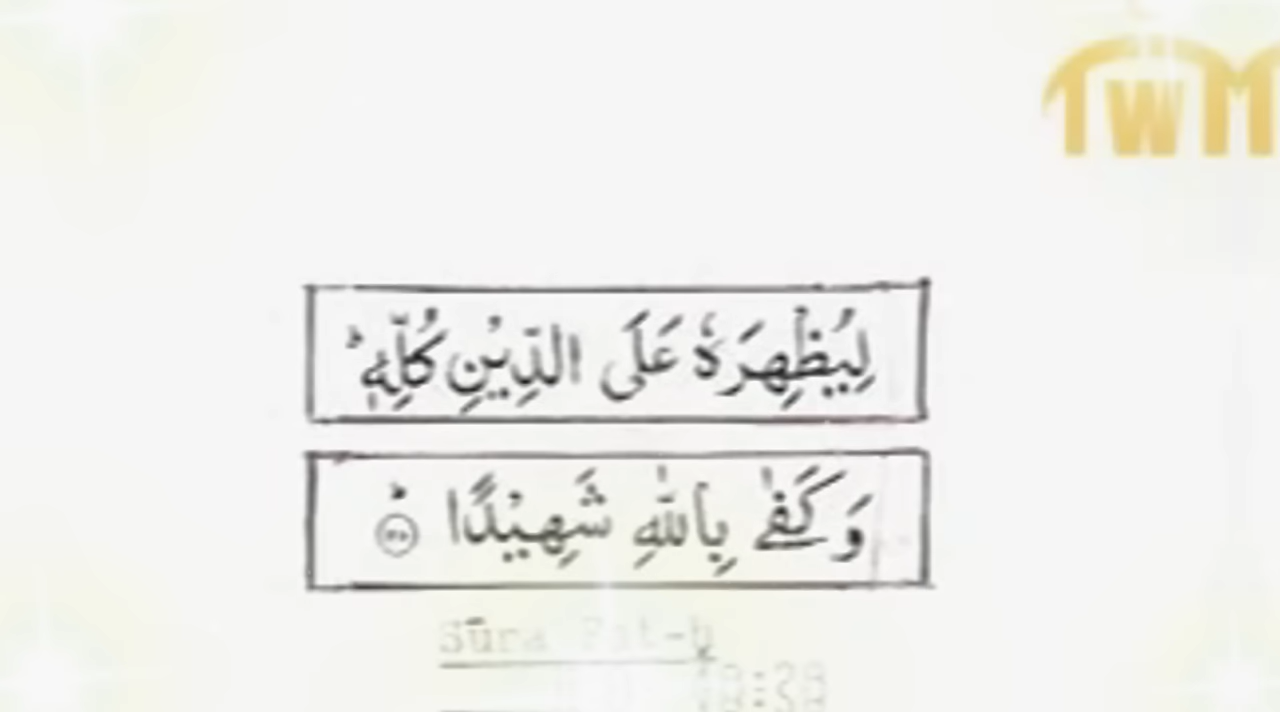 TWM
لِيُظْهِرَهٗ عَلَى الدِّيْنِ كُلِّهٖ ؕ
وَكَفٰى بِاللّٰهِ شَهِيْدًا ؕ
Sūra Fat-h